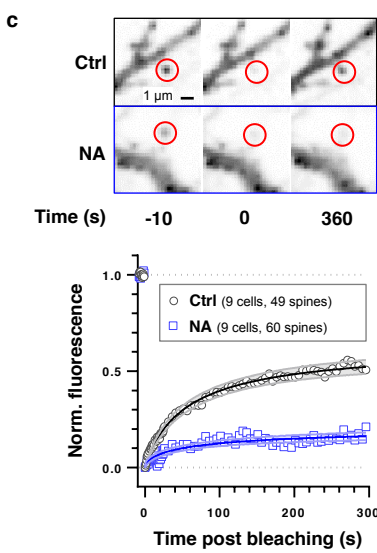 c
Ctrl
1 µm
NA
Time (s) -10 0 360
Norm. fluorescence
1.0
0.5
0.0
Ctrl (9 cells, 49 spines)
NA (9 cells, 60 spines)
0 100 200 300
Time post bleaching (s)